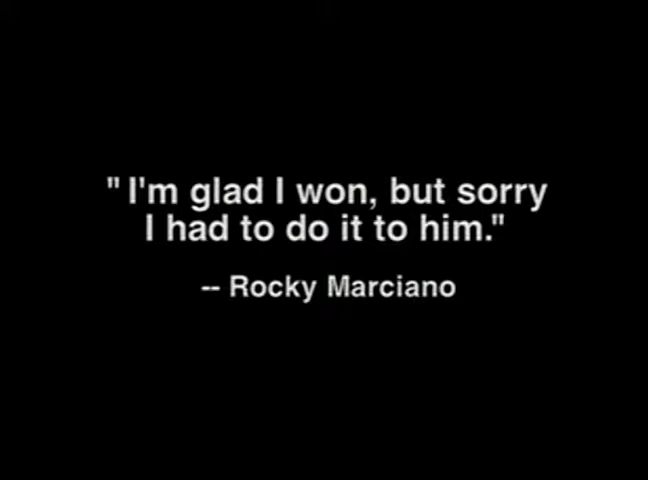 "I'm glad I won, but sorry
I had to do it to him."
-- Rocky Marciano